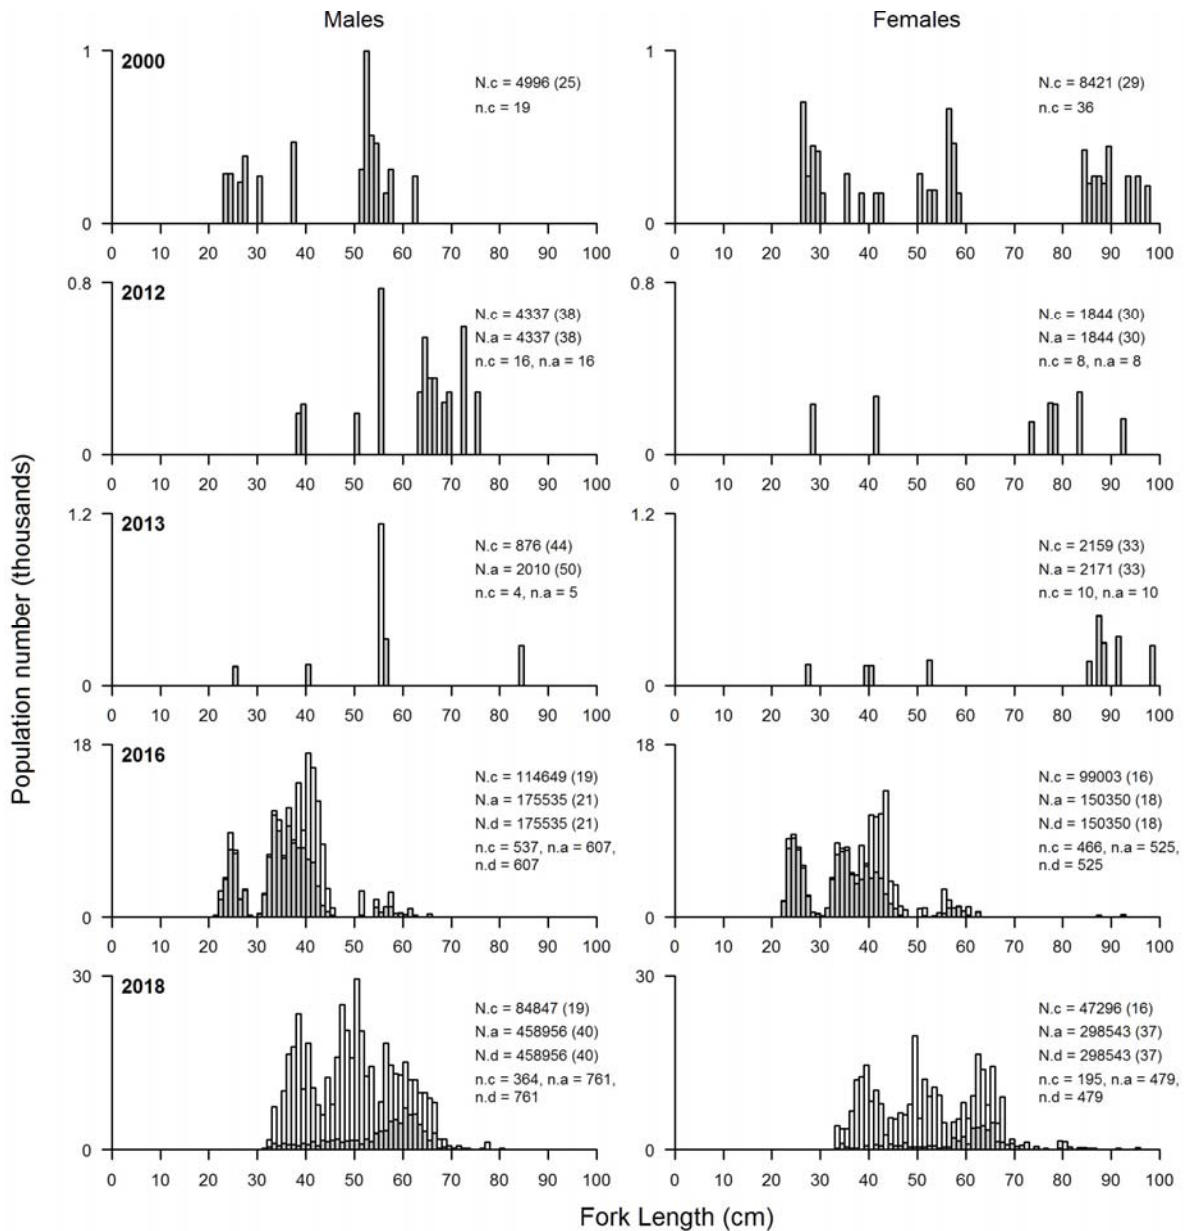 Males
Females
Population number (thousands)
2000
1
0
N.c = 4996 (25)
n.c = 19
0 10 20 30 40 50 60 70 80 90 100
1
0
N.c = 8421 (29)
n.c = 36
0 10 20 30 40 50 60 70 80 90 100
2012
0.8
0
N.c = 4337 (38)
N.a = 4337 (38)
n.c = 16, n.a = 16
0 10 20 30 40 50 60 70 80 90 100
0.8
0
N.c = 1844 (30)
N.a = 1844 (30)
n.c = 8, n.a = 8
0 10 20 30 40 50 60 70 80 90 100
2013
1.2
0
N.c = 876 (44)
N.a = 2010 (50)
n.c = 4, n.a = 5
0 10 20 30 40 50 60 70 80 90 100
1.2
0
N.c = 2159 (33)
N.a = 2171 (33)
n.c = 10, n.a = 10
0 10 20 30 40 50 60 70 80 90 100
2016
18
0
N.c = 114649 (19)
N.a = 175535 (21)
N.d = 175535 (21)
n.c = 537, n.a = 607,
n.d = 607
0 10 20 30 40 50 60 70 80 90 100
18
0
N.c = 99003 (16)
N.a = 150350 (18)
N.d = 150350 (18)
n.c = 466, n.a = 525,
n.d = 525
0 10 20 30 40 50 60 70 80 90 100
2018
30
0
N.c = 84847 (19)
N.a = 458956 (40)
N.d = 458956 (40)
n.c = 364, n.a = 761,
n.d = 761
0 10 20 30 40 50 60 70 80 90 100
30
0
N.c = 47296 (16)
N.a = 298543 (37)
N.d = 298543 (37)
n.c = 195, n.a = 479,
n.d = 479
0 10 20 30 40 50 60 70 80 90 100
Fork Length (cm)